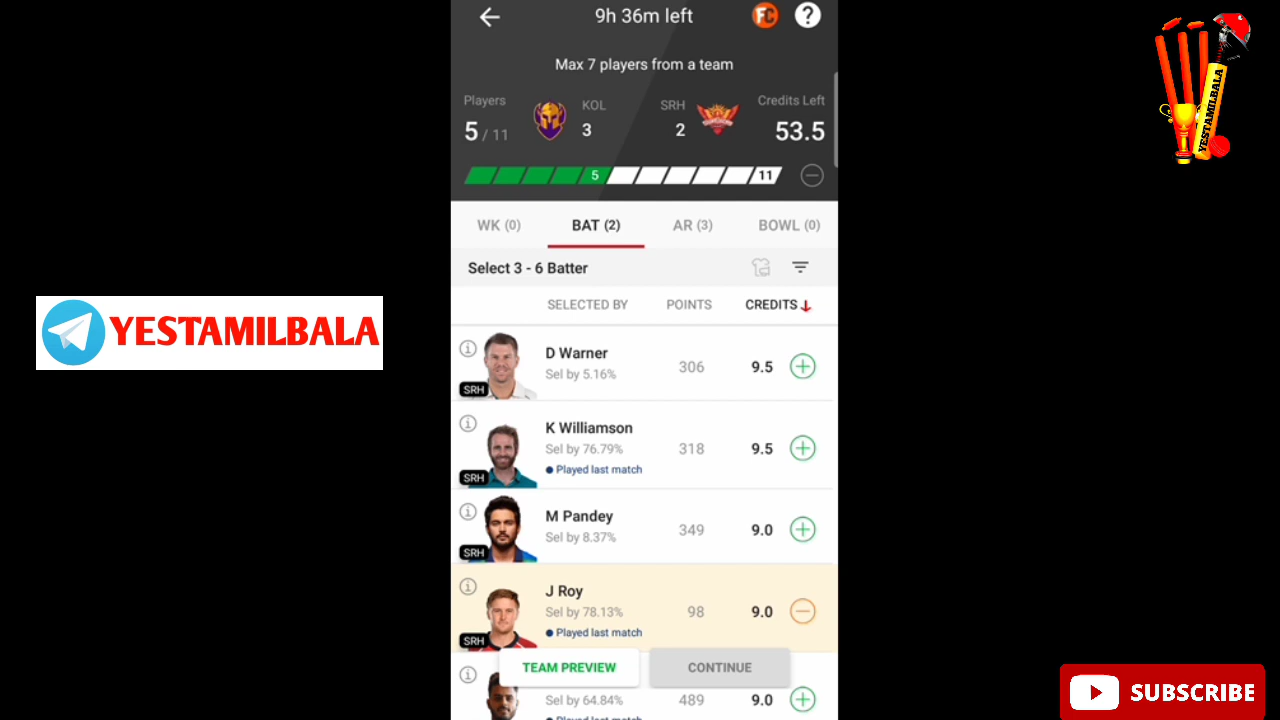 9h 36m left
FC
?
Max 7 players from a team
Players
5 / 11
KOL
3
SRH
2
Credits Left
53.5
5
11
WK (0)
BAT (2)
AR (3)
BOWL (0)
Select 3 - 6 Batter
SELECTED BY
POINTS
CREDITS
D Warner
Sel by 5.16%
306
9.5
SRH
K Williamson
Sel by 76.79%
Played last match
318
9.5
SRH
M Pandey
Sel by 8.37%
349
9.0
SRH
J Roy
Sel by 78.13%
Played last match
98
9.0
SRH
TEAM PREVIEW
CONTINUE
Sel by 64.84%
489
9.0
Played last match
YESTAMILBALA
YESTAMILBALA
SUBSCRIBE